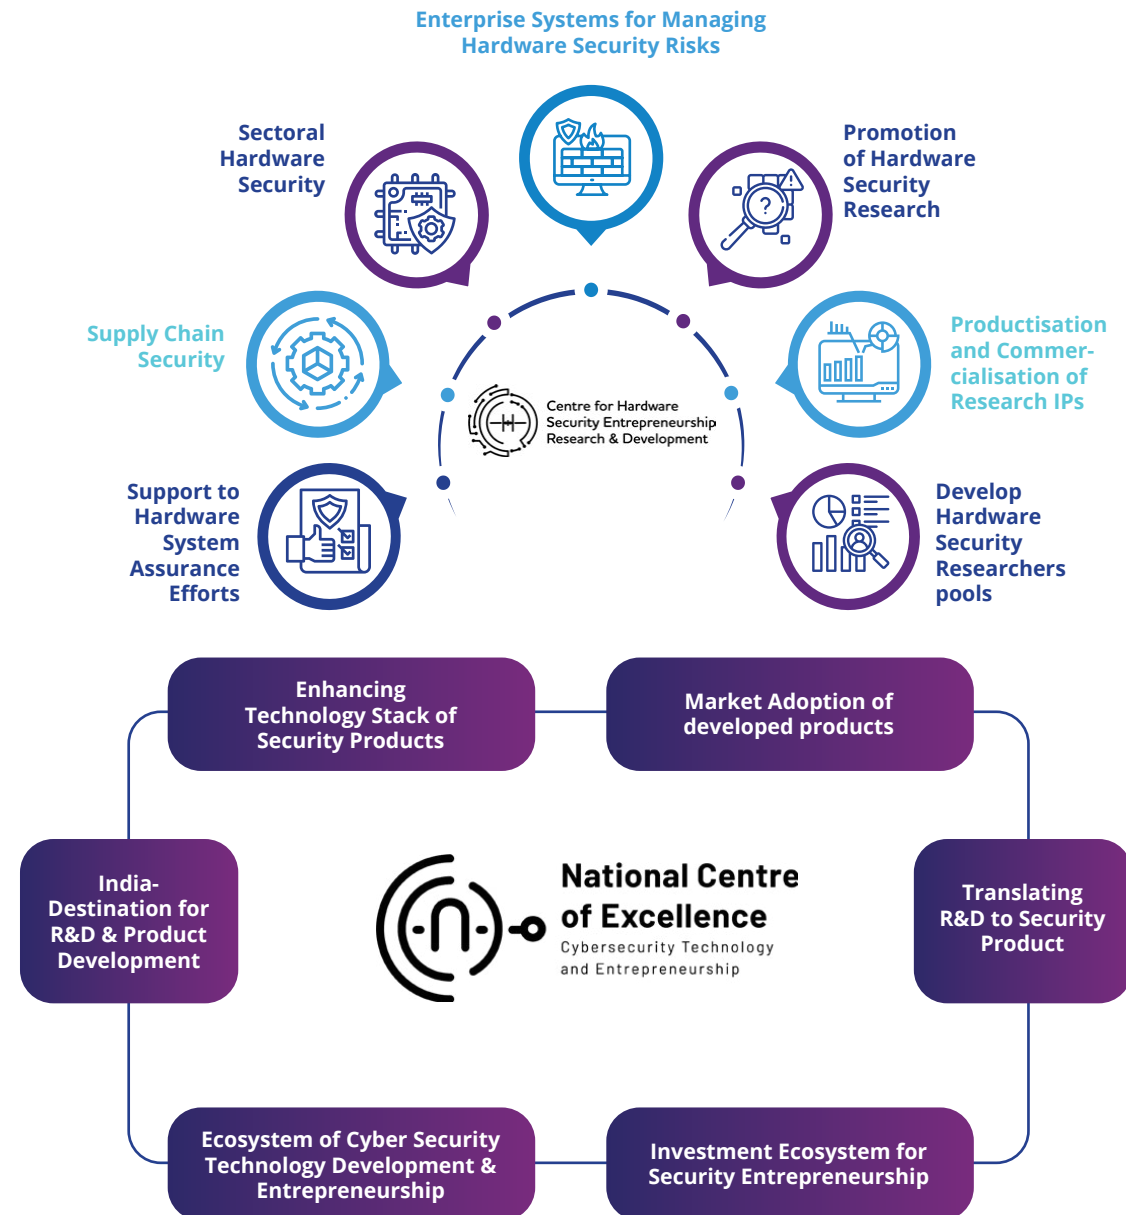 Enterprise Systems for Managing
Hardware Security Risks
Sectoral
Hardware
Security
Promotion
of Hardware
Security
Research
?
!
Supply Chain
Security
Productisation
and Commer-
cialisation of
Research IPs
Centre for Hardware
Security Entrepreneurship
Research & Development
Support to
Hardware
System
Assurance
Efforts
Develop
Hardware
Security
Researchers
pools
Enhancing
Technology Stack of
Security Products
Market Adoption of
developed products
India-
Destination for
R&D & Product
Development
National Centre
of Excellence
Cybersecurity Technology
and Entrepreneurship
Translating
R&D to Security
Product
Ecosystem of Cyber Security
Technology Development &
Entrepreneurship
Investment Ecosystem for
Security Entrepreneurship